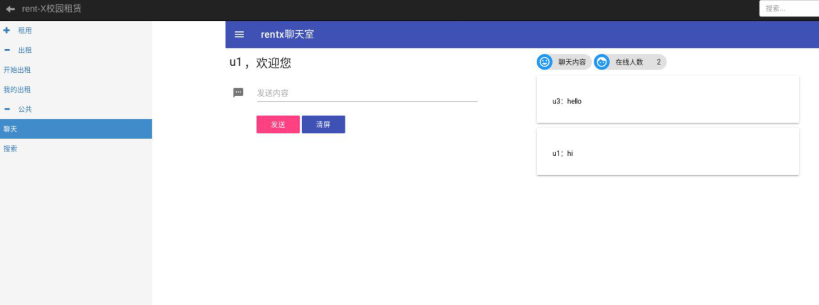 rent-X校园租赁
搜索...
租用
出租
开始出租
我的出租
公共
聊天
搜索
rentx聊天室
u1，欢迎您
发送内容
发送 清屏
聊天内容 在线人数 2
u3：hello
u1：hi